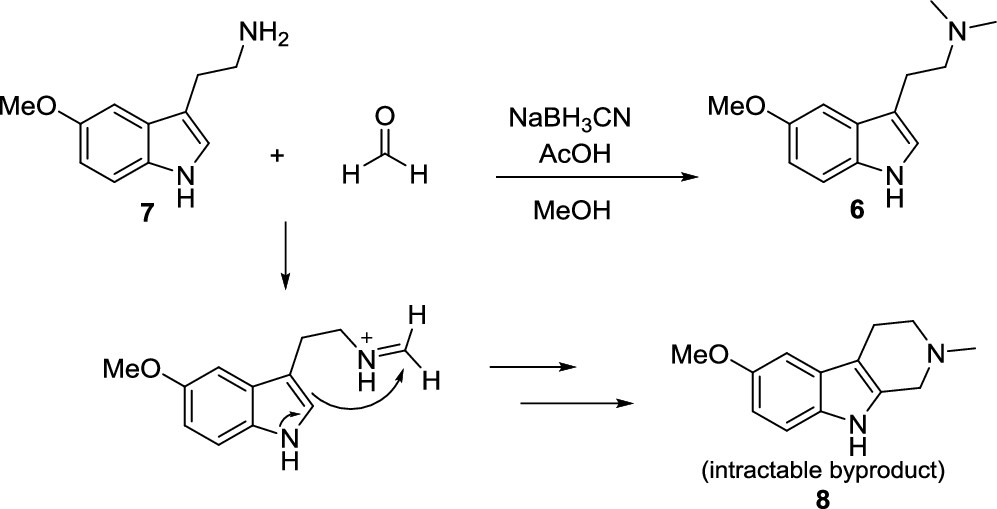 NH2
MeO
N
H
7
+
O
H H
NaBH3CN
AcOH
MeOH
N
MeO
N
H
6
H
+
N
H
H
MeO
N
H
MeO
N
N
H
(intractable byproduct)
8